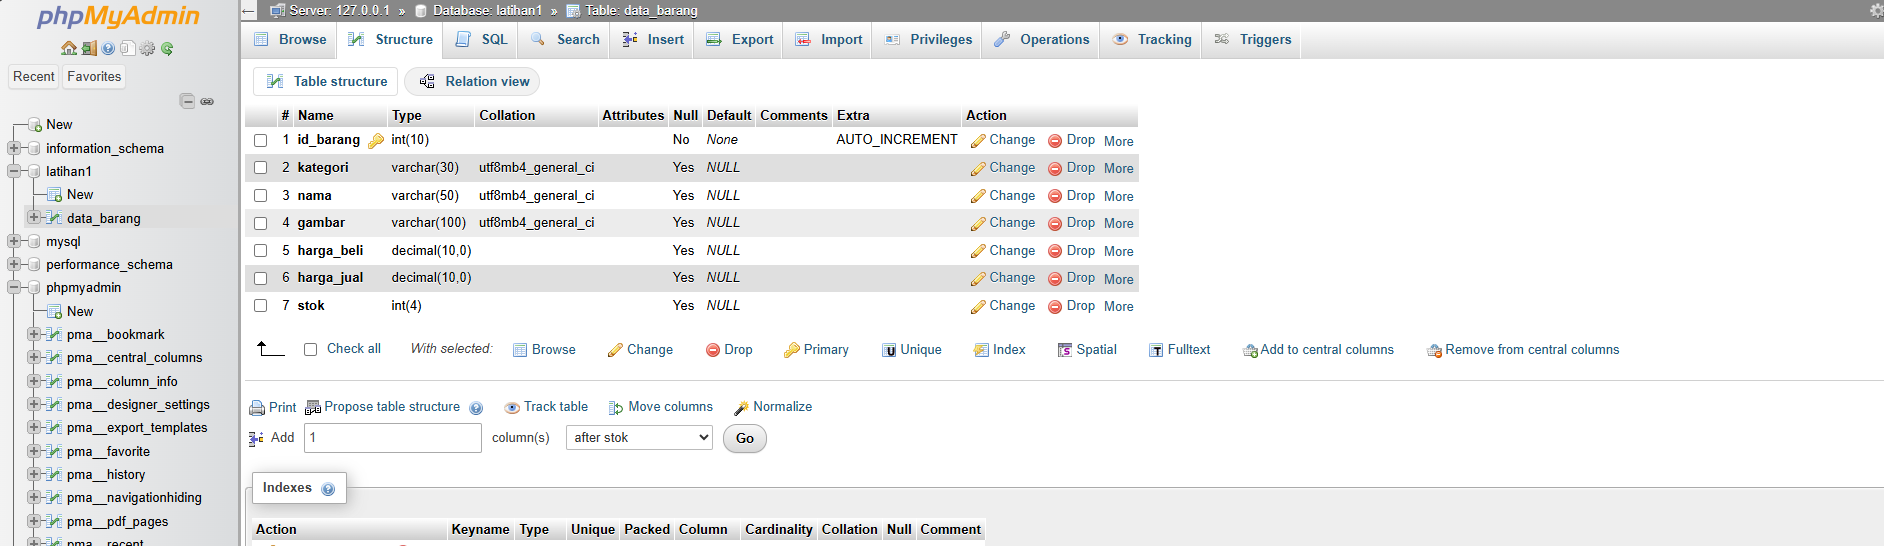 phpMyAdmin
Recent Favorites
New
information_schema
latihan1
New
data_barang
mysql
performance_schema
phpmyadmin
New
pma__bookmark
pma__central_columns
pma__column_info
pma__designer_settings
pma__export_templates
pma__favorite
pma__history
pma__navigationhiding
pma__pdf_pages
pma__recent
Server: 127.0.0.1 » Database: latihan1 » Table: data_barang
Browse Structure SQL Search Insert Export Import Privileges Operations Tracking Triggers
Table structure Relation view
# Name Type Collation Attributes Null Default Comments Extra Action
1 id_barang int(10) No None AUTO_INCREMENT Change Drop More
2 kategori varchar(30) utf8mb4_general_ci Yes NULL Change Drop More
3 nama varchar(50) utf8mb4_general_ci Yes NULL Change Drop More
4 gambar varchar(100) utf8mb4_general_ci Yes NULL Change Drop More
5 harga_beli decimal(10,0) Yes NULL Change Drop More
6 harga_jual decimal(10,0) Yes NULL Change Drop More
7 stok int(4) Yes NULL Change Drop More
Check all With selected: Browse Change Drop Primary Unique Index Spatial Fulltext Add to central columns Remove from central columns
Print Propose table structure Track table Move columns Normalize
Add 1 column(s) after stok Go
Indexes
Action Keyname Type Unique Packed Column Cardinality Collation Null Comment